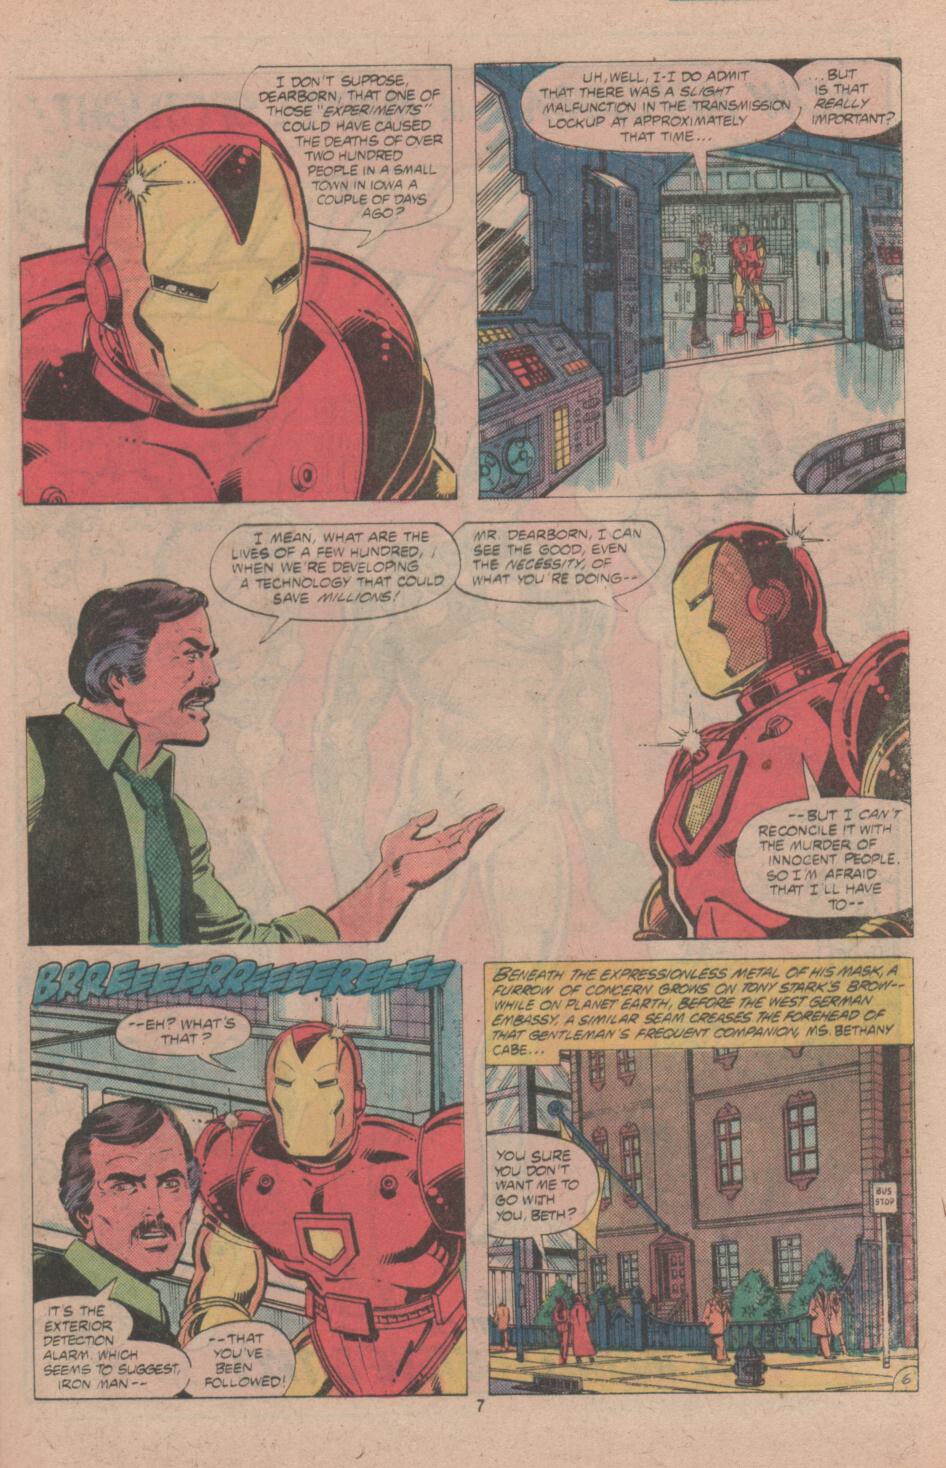 I DON'T SUPPOSE,
DEARBORN, THAT ONE OF
THOSE "EXPERIMENTS"
COULD HAVE CAUSED
THE DEATHS OF OVER
TWO HUNDRED
PEOPLE IN A SMALL
TOWN IN IOWA A
COUPLE OF DAYS
AGO?
UH, WELL, I-I DO ADMIT
THAT THERE WAS A SLIGHT
MALFUNCTION IN THE TRANSMISSION
LOCKUP AT APPROXIMATELY
THAT TIME...
...BUT
IS THAT
REALLY
IMPORTANT?
I MEAN, WHAT ARE THE
LIVES OF A FEW HUNDRED,
WHEN WE'RE DEVELOPING
A TECHNOLOGY THAT COULD
SAVE MILLIONS!
MR. DEARBORN, I CAN
SEE THE GOOD, EVEN
THE NECESSITY, OF
WHAT YOU'RE DOING--
--BUT I CAN'T
RECONCILE IT WITH
THE MURDER OF
INNOCENT PEOPLE.
SO I'M AFRAID
THAT I'LL HAVE
TO--
BRREEEEERREEEEEREEEE
--EH? WHAT'S
THAT?
IT'S THE
EXTERIOR
DETECTION
ALARM. WHICH
SEEMS TO SUGGEST,
IRON MAN--
--THAT
YOU'VE
BEEN
FOLLOWED!
BENEATH THE EXPRESSIONLESS METAL OF HIS MASK, A
FURROW OF CONCERN GROWS ON TONY STARK'S BROW--
WHILE ON PLANET EARTH, BEFORE THE WEST GERMAN
EMBASSY, A SIMILAR SEAM CREASES THE FOREHEAD OF
THAT GENTLEMAN'S FREQUENT COMPANION, MS. BETHANY
CABE...
YOU SURE
YOU DON'T
WANT ME TO
GO WITH
YOU, BETH?
BUS
STOP
6
7